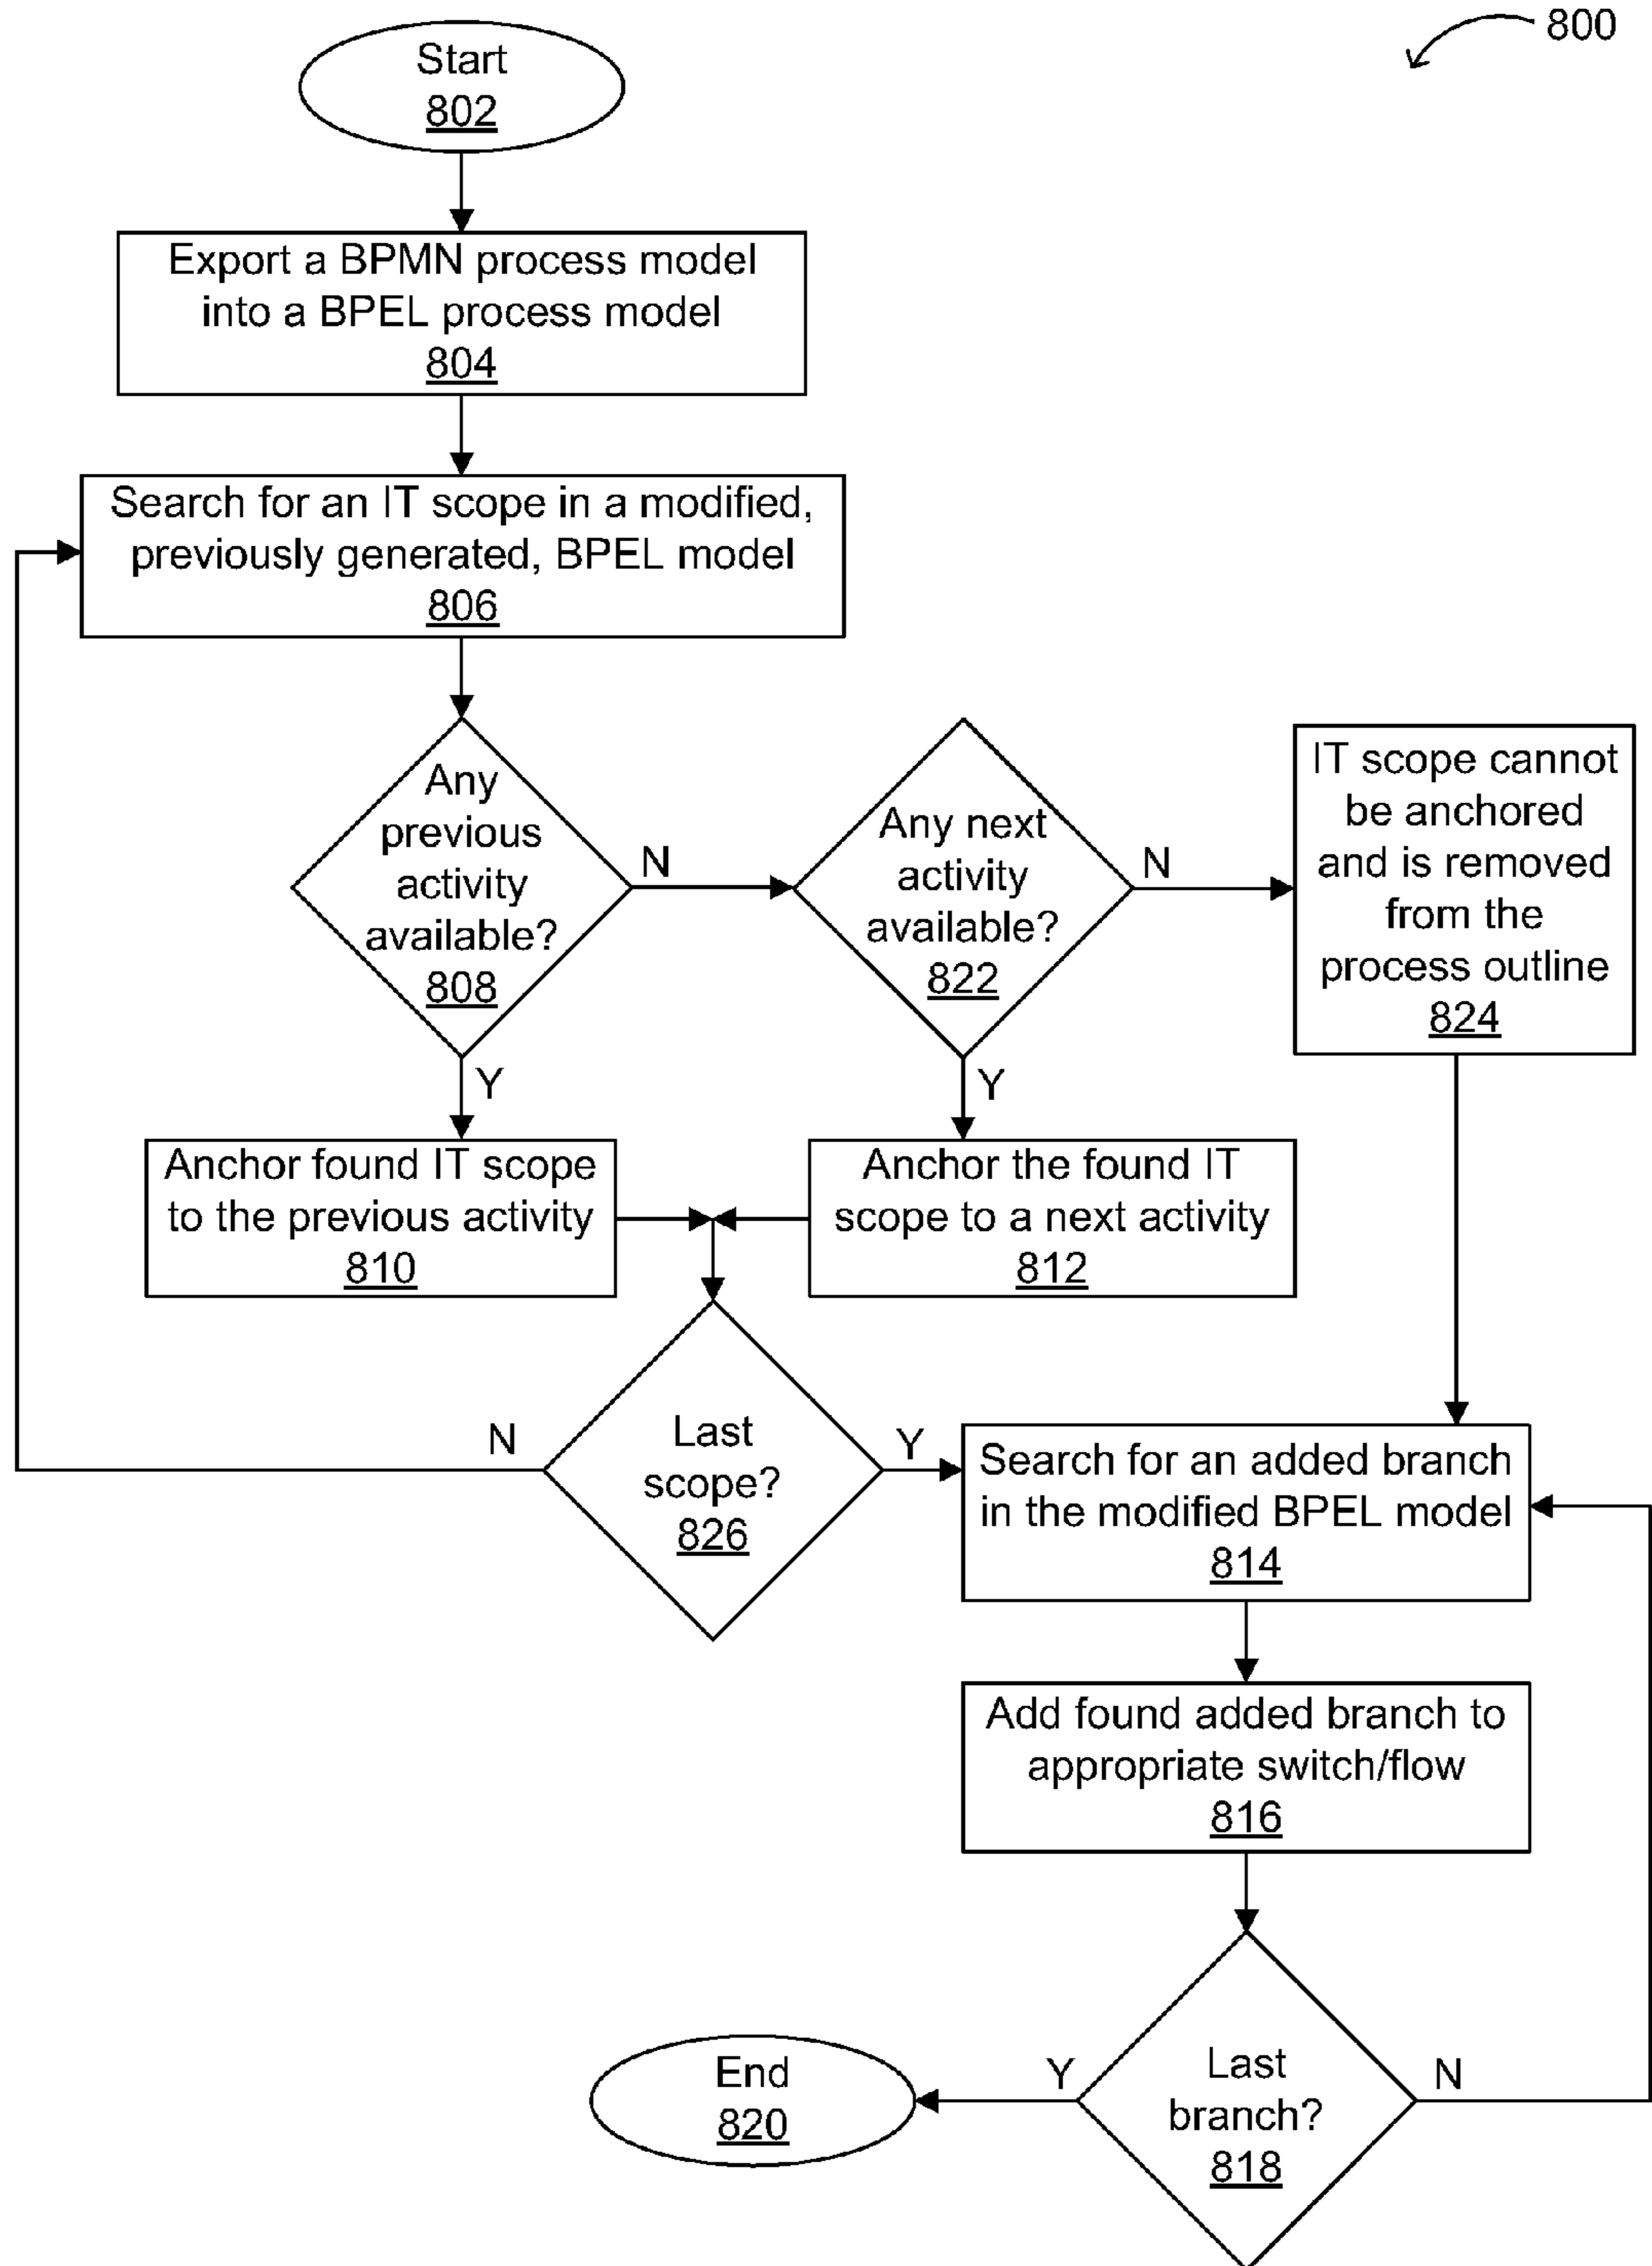 800
Start
802
Export a BPMN process model
into a BPEL process model
804
Search for an IT scope in a modified,
previously generated, BPEL model
806
Any
previous
activity
available?
808
N
Y
Any next
activity
available?
822
N
Y
IT scope cannot
be anchored
and is removed
from the
process outline
824
Anchor found IT scope
to the previous activity
810
Anchor the found IT
scope to a next activity
812
Last
scope?
826
N
Y
Search for an added branch
in the modified BPEL model
814
Add found added branch to
appropriate switch/flow
816
Last
branch?
818
Y
N
End
820